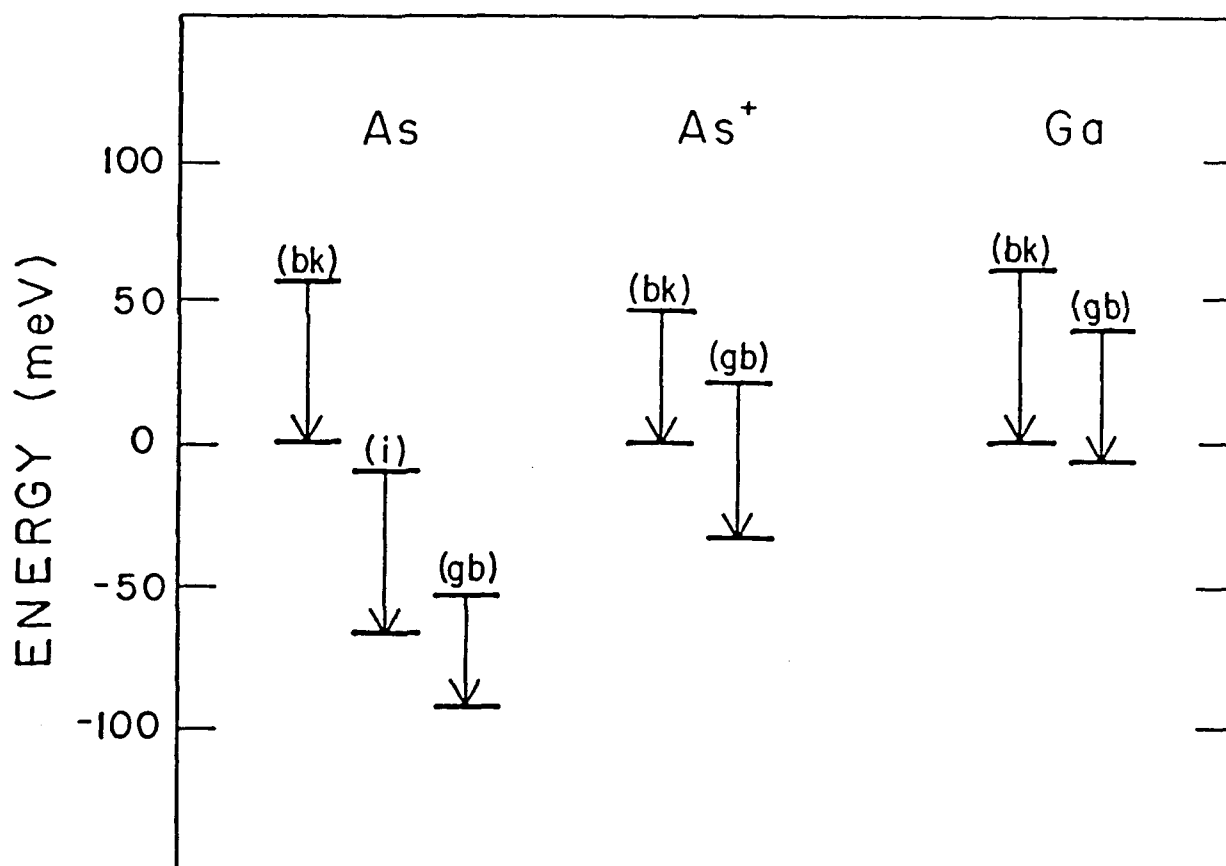 As As⁺ Ga
100
(bk)
(bk)
(bk)
50
(gb)
(gb)
0
(i)
(gb)
-50
-100
ENERGY (meV)